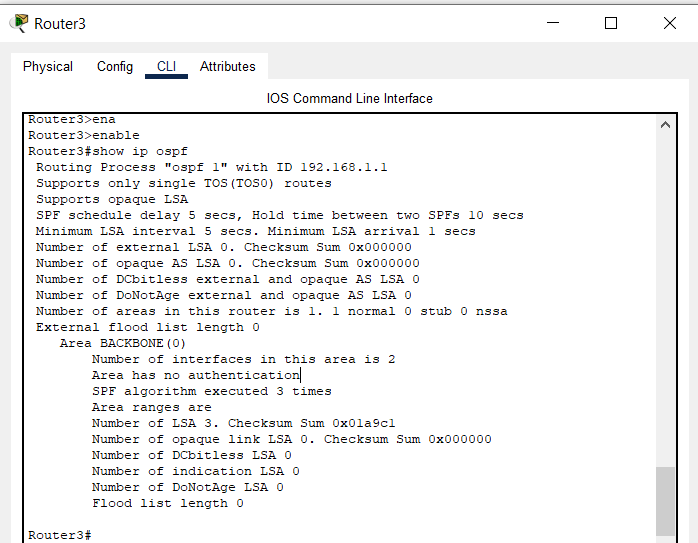 Router3
Physical Config CLI Attributes
IOS Command Line Interface
Router3>ena
Router3>enable
Router3#show ip ospf
Routing Process "ospf 1" with ID 192.168.1.1
Supports only single TOS(TOS0) routes
Supports opaque LSA
SPF schedule delay 5 secs, Hold time between two SPFs 10 secs
Minimum LSA interval 5 secs. Minimum LSA arrival 1 secs
Number of external LSA 0. Checksum Sum 0x000000
Number of opaque AS LSA 0. Checksum Sum 0x000000
Number of DCbitless external and opaque AS LSA 0
Number of DoNotAge external and opaque AS LSA 0
Number of areas in this router is 1. 1 normal 0 stub 0 nssa
External flood list length 0
Area BACKBONE(0)
Number of interfaces in this area is 2
Area has no authentication
SPF algorithm executed 3 times
Area ranges are
Number of LSA 3. Checksum Sum 0x01a9c1
Number of opaque link LSA 0. Checksum Sum 0x000000
Number of DCbitless LSA 0
Number of indication LSA 0
Number of DoNotAge LSA 0
Flood list length 0
Router3#